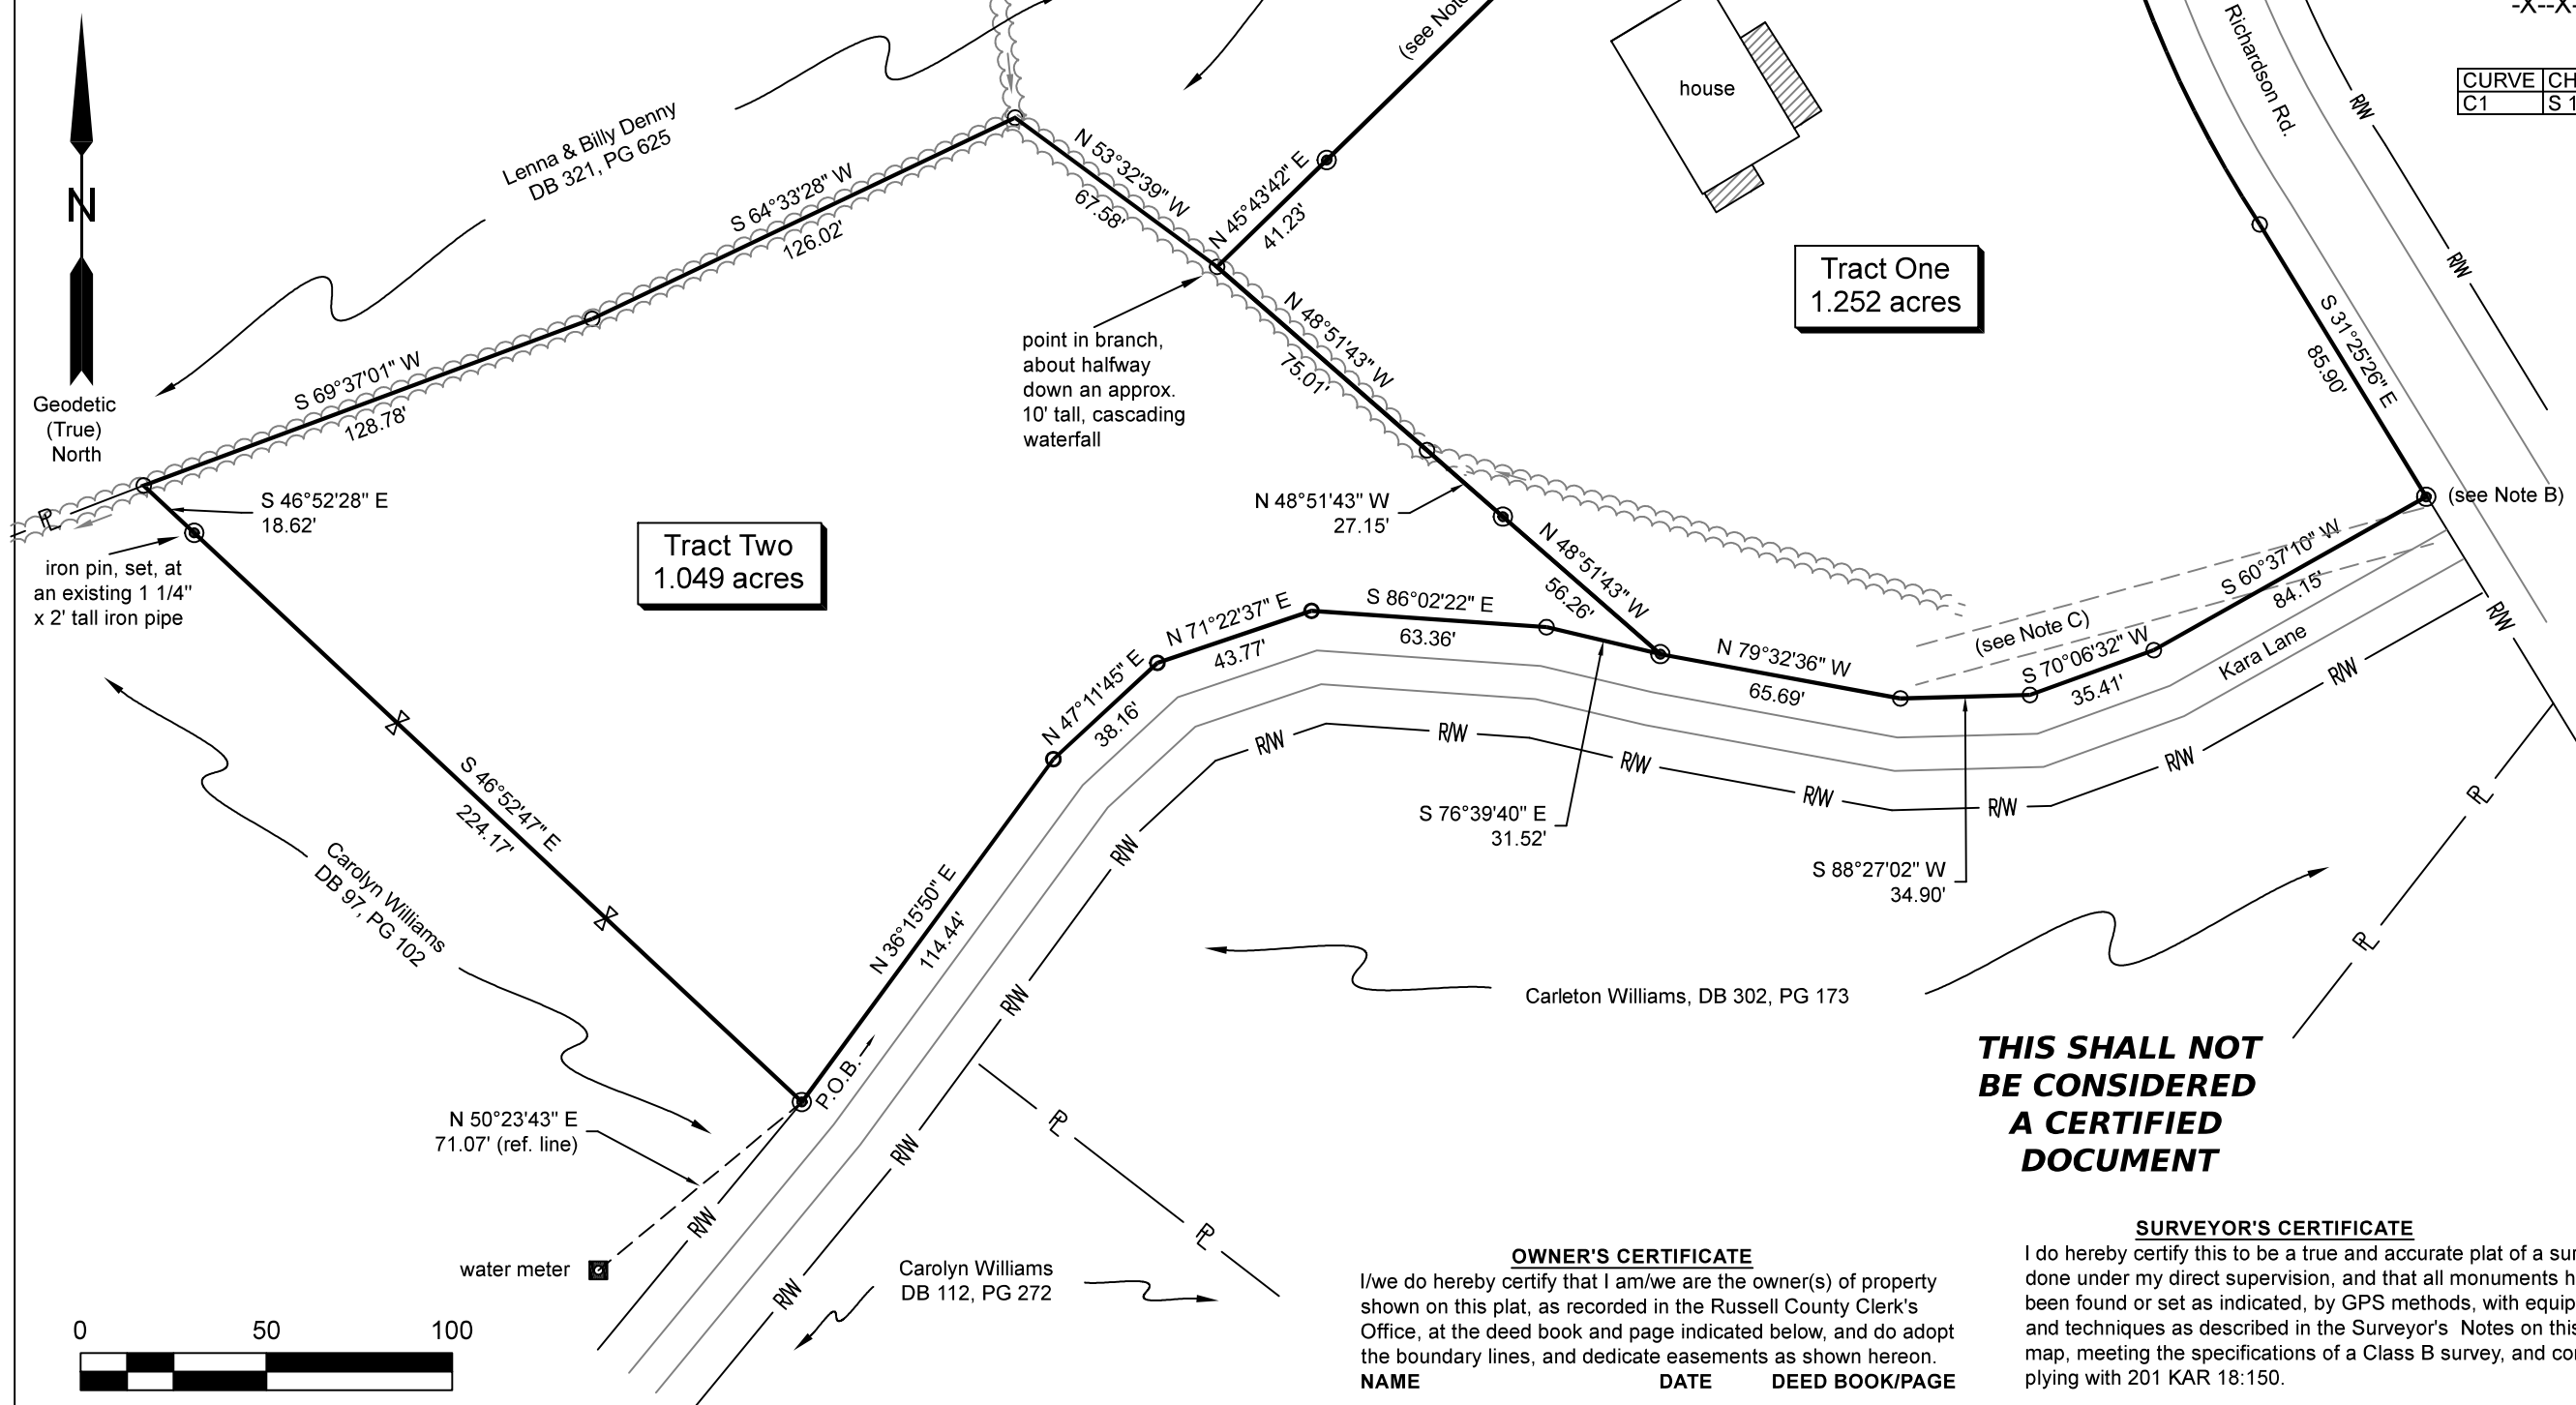 (see Note
house
Richardson Rd.
R/W
-X--X-
CURVE
C1
S 1
Lenna & Billy Denny
DB 321, PG 625
N
Geodetic
(True)
North
S 64°33'28" W
126.02'
N 53°32'39" W
67.58'
N 45°43'42" E
41.23'
Tract One
1.252 acres
R/W
S 31°25'26" E
85.90'
S 69°37'01" W
128.78'
point in branch,
about halfway
down an approx.
10' tall, cascading
waterfall
N 48°51'43" W
75.01'
PL
S 46°52'28" E
18.62'
iron pin, set, at
an existing 1 1/4"
x 2' tall iron pipe
Tract Two
1.049 acres
N 48°51'43" W
27.15'
N 48°51'43" W
56.26'
(see Note B)
S 60°37'10" W
84.15'
(see Note C)
S 70°06'32" W
35.41'
Kara Lane
R/W
R/W
N 47°11'45" E
38.16'
N 71°22'37" E
43.77'
S 86°02'22" E
63.36'
N 79°32'36" W
65.69'
R/W
R/W
R/W
R/W
R/W
R/W
S 76°39'40" E
31.52'
S 88°27'02" W
34.90'
PL
PL
S 46°52'47" E
224.17'
Carolyn Williams
DB 97, PG 102
N 36°15'50" E
114.44'
R/W
R/W
Carleton Williams, DB 302, PG 173
THIS SHALL NOT
BE CONSIDERED
A CERTIFIED
DOCUMENT
P.O.B.
N 50°23'43" E
71.07' (ref. line)
R/W
PL
PL
R/W
R/W
water meter
Carolyn Williams
DB 112, PG 272
0 50 100
OWNER'S CERTIFICATE
I/we do hereby certify that I am/we are the owner(s) of property
shown on this plat, as recorded in the Russell County Clerk's
Office, at the deed book and page indicated below, and do adopt
the boundary lines, and dedicate easements as shown hereon.
NAME DATE DEED BOOK/PAGE
SURVEYOR'S CERTIFICATE
I do hereby certify this to be a true and accurate plat of a
done under my direct supervision, and that all monuments
been found or set as indicated, by GPS methods, with
and techniques as described in the Surveyor's Notes on
map, meeting the specifications of a Class B survey, and
plying with 201 KAR 18:150.